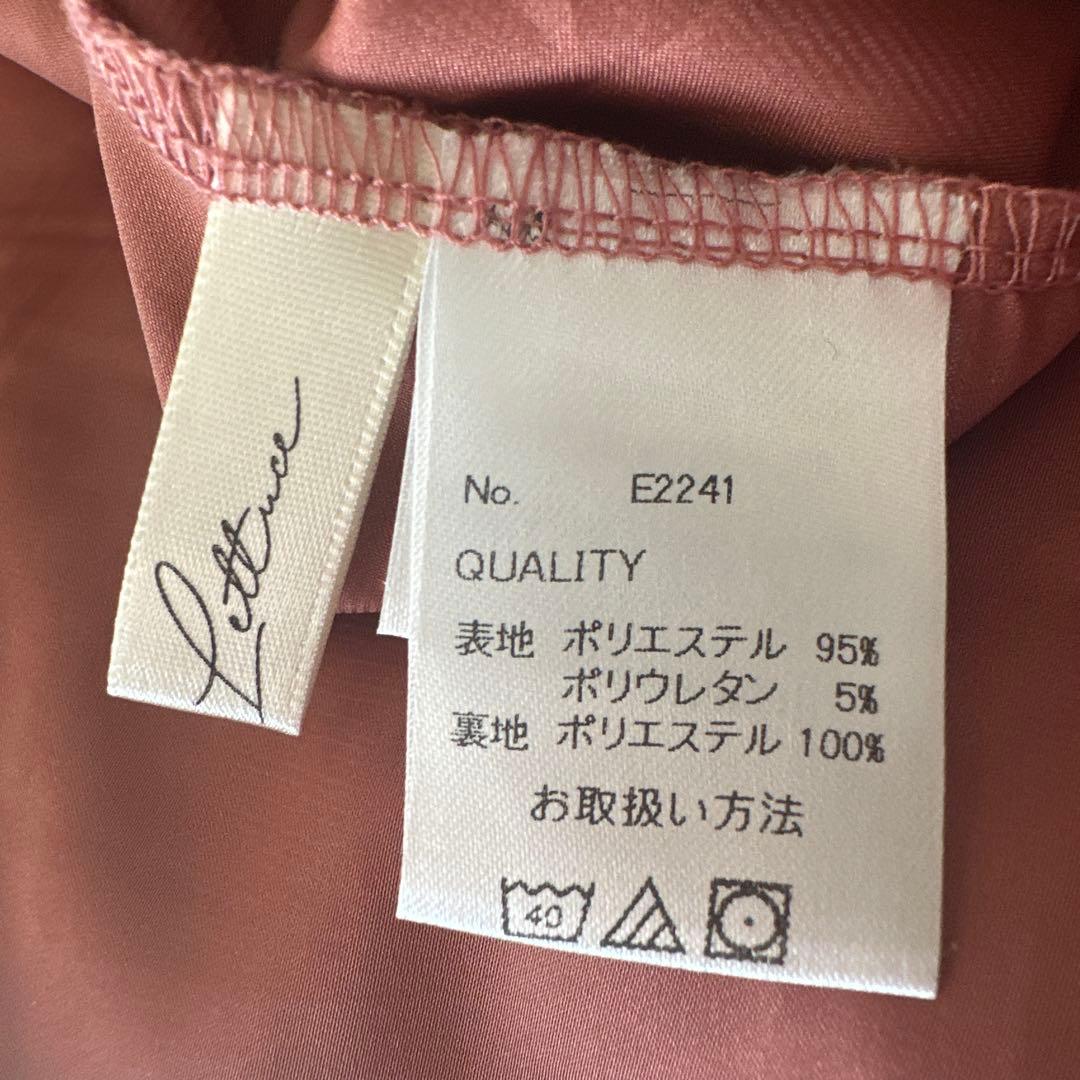 Lettuce
No. E2241
QUALITY
表地 ポリエステル 95%
ポリウレタン 5%
裏地 ポリエステル 100%
お取扱い方法
40